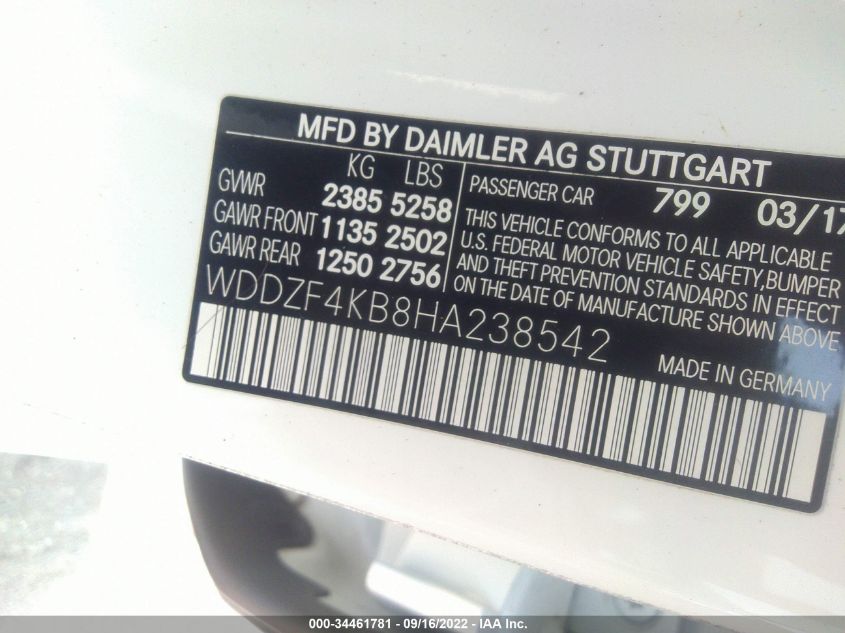 MFD BY DAIMLER AG STUTTGART
KG LBS
GVWR 2385 5258
GAWR FRONT 1135 2502
GAWR REAR 1250 2756
PASSENGER CAR 799 03/17
THIS VEHICLE CONFORMS TO ALL APPLICABLE
U.S. FEDERAL MOTOR VEHICLE SAFETY, BUMPER
AND THEFT PREVENTION STANDARDS IN EFFECT
ON THE DATE OF MANUFACTURE SHOWN ABOVE
WDDZF4KB8HA238542
MADE IN GERMANY
000-34461781 - 09/16/2022 - IAA Inc.